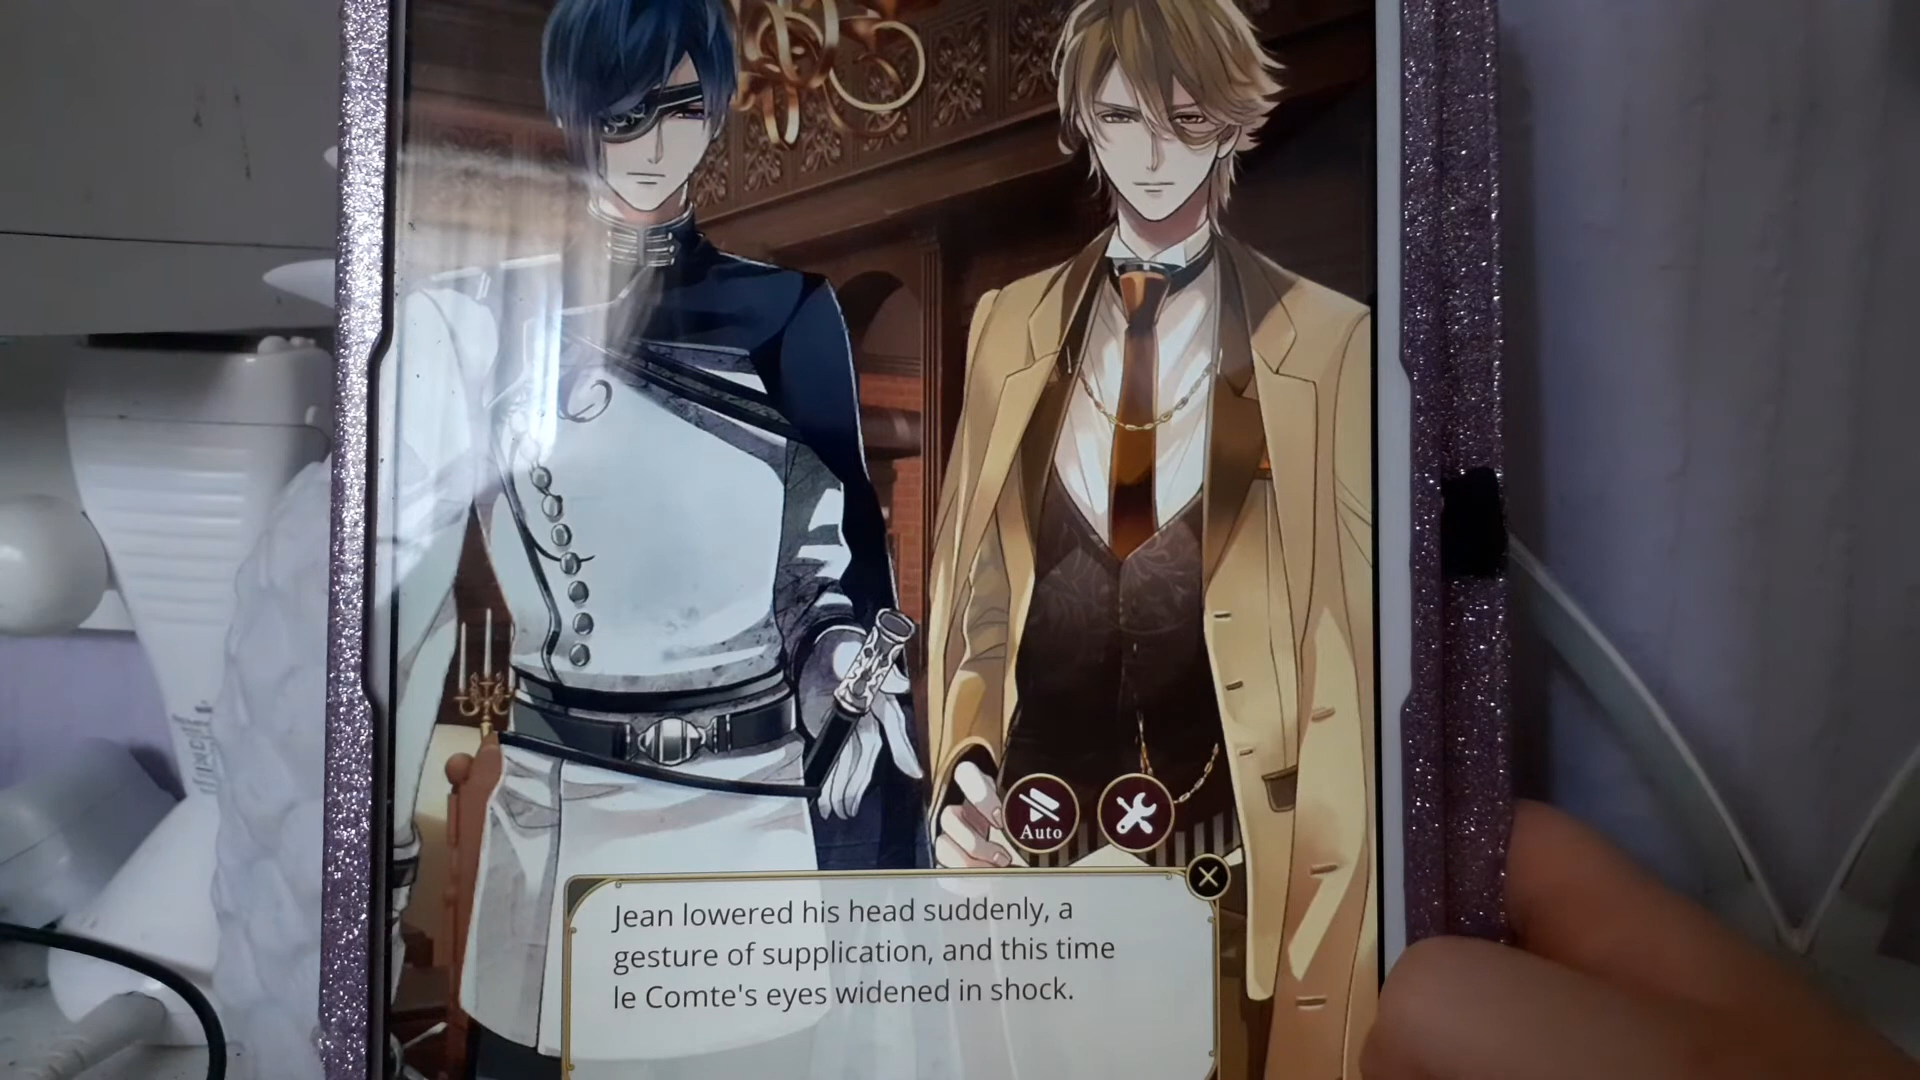 Auto
Jean lowered his head suddenly, a
gesture of supplication, and this time
le Comte's eyes widened in shock.